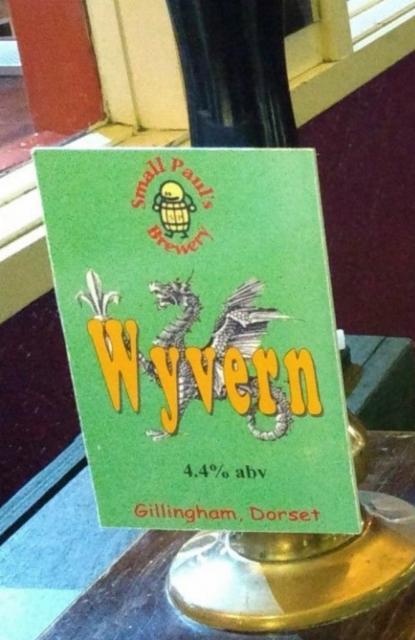 Small Paul's
Brewery
Wyvern
4.4% abv
Gillingham, Dorset